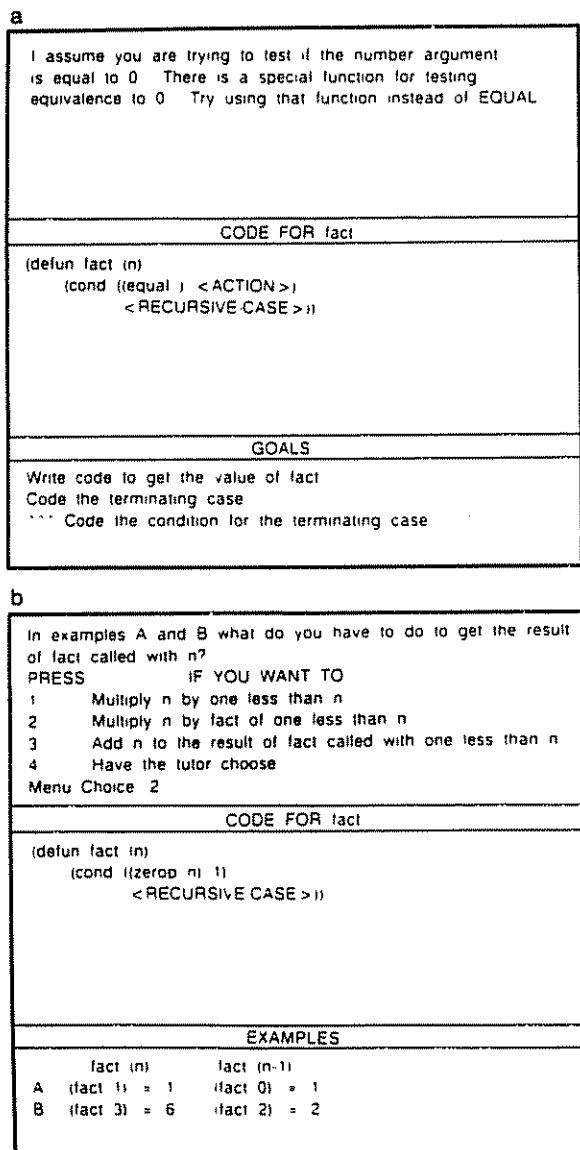 a
I assume you are trying to test if the number argument
is equal to 0 There is a special function for testing
equivalence to 0 Try using that function instead of EQUAL
CODE FOR fact
(defun fact (n)
(cond ((equal ) <ACTION>)
<RECURSIVE-CASE>))
GOALS
Write code to get the value of fact
Code the terminating case
*** Code the condition for the terminating case
b
In examples A and B what do you have to do to get the result
of fact called with n?
PRESS IF YOU WANT TO
1 Multiply n by one less than n
2 Multiply n by fact of one less than n
3 Add n to the result of fact called with one less than n
4 Have the tutor choose
Menu Choice 2
CODE FOR fact
(defun fact (n)
(cond ((zerop n) 1)
<RECURSIVE CASE>))
EXAMPLES
fact (n) fact (n-1)
A (fact 1) = 1 (fact 0) = 1
B (fact 3) = 6 (fact 2) = 2